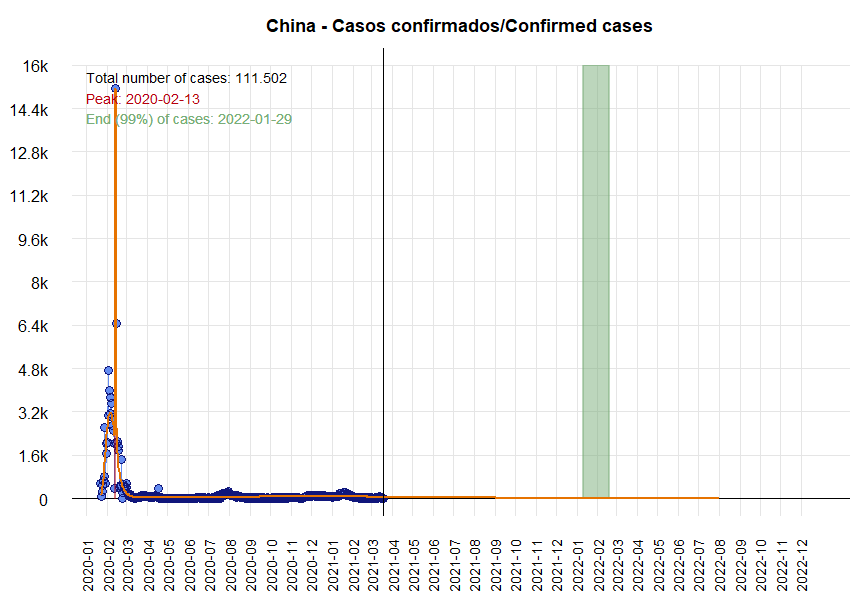 China - Casos confirmados/Confirmed cases
Total number of cases: 111.502
Peak: 2020-02-13
End (99%) of cases: 2022-01-29
16k
14.4k
12.8k
11.2k
9.6k
8k
6.4k
4.8k
3.2k
1.6k
0
2020-01
2020-02
2020-03
2020-04
2020-05
2020-06
2020-07
2020-08
2020-09
2020-10
2020-12
2021-01
2021-02
2021-03
2021-04
2021-05
2021-06
2021-07
2021-08
2021-09
2021-10
2021-11
2021-12
2022-01
2022-02
2022-03
2022-04
2022-05
2022-06
2022-07
2022-08
2022-09
2022-10
2022-11
2022-12